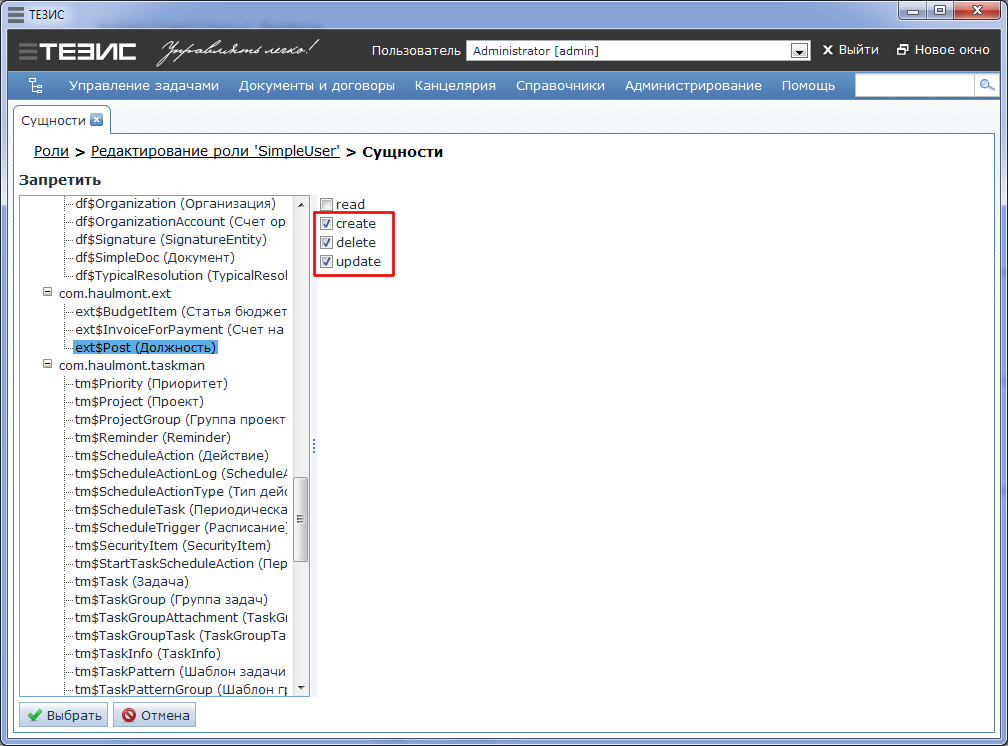 ТЕЗИС
ТЕЗИС Управлять легко! Пользователь Administrator [admin] Выйти Новое окно
Управление задачами Документы и договоры Канцелярия Справочники Администрирование Помощь
Сущности
Роли > Редактирование роли 'SimpleUser' > Сущности
Запретить
df$Organization (Организация)
df$OrganizationAccount (Счет ор
df$Signature (SignatureEntity)
df$SimpleDoc (Документ)
df$TypicalResolution (TypicalResol
com.haulmont.ext
ext$BudgetItem (Статья бюджет
ext$InvoiceForPayment (Счет на
ext$Post (Должность)
com.haulmont.taskman
tm$Priority (Приоритет)
tm$Project (Проект)
tm$ProjectGroup (Группа проект
tm$Reminder (Reminder)
tm$ScheduleAction (Действие)
tm$ScheduleActionLog (ScheduleA
tm$ScheduleActionType (Тип дейс
tm$ScheduleTask (Периодическа
tm$ScheduleTrigger (Расписание)
tm$SecurityItem (SecurityItem)
tm$StartTaskScheduleAction (Пер
tm$Task (Задача)
tm$TaskGroup (Группа задач)
tm$TaskGroupAttachment (TaskGr
tm$TaskGroupTask (TaskGroupTa
tm$TaskInfo (TaskInfo)
tm$TaskPattern (Шаблон задачи
tm$TaskPatternGroup (Шаблон гр
read
create
delete
update
Выбрать Отмена